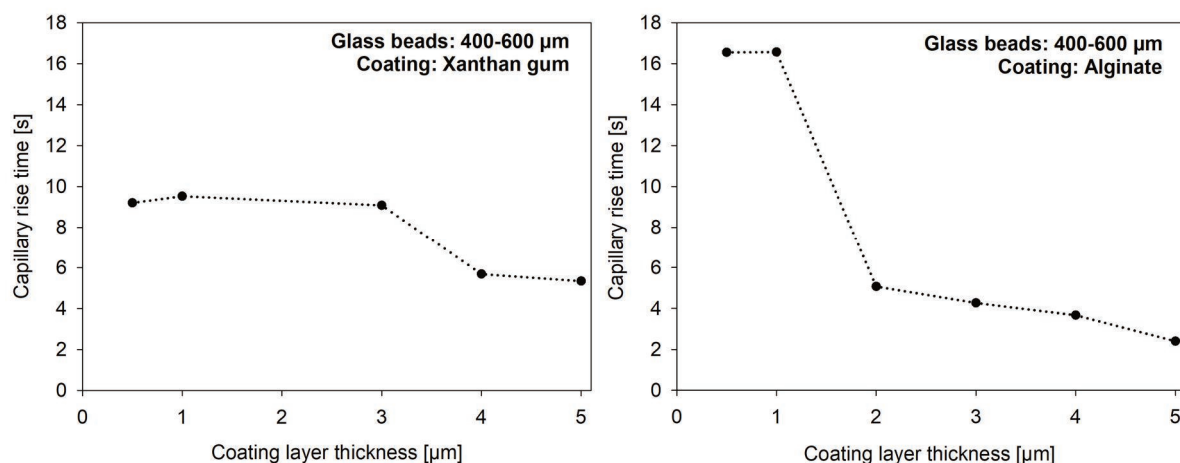 18
16
14
12
10
8
6
4
2
0
Capillary rise time [s]
Glass beads: 400-600 µm
Coating: Xanthan gum
0 1 2 3 4 5
Coating layer thickness [µm]
18
16
14
12
10
8
6
4
2
0
Capillary rise time [s]
Glass beads: 400-600 µm
Coating: Alginate
0 1 2 3 4 5
Coating layer thickness [µm]